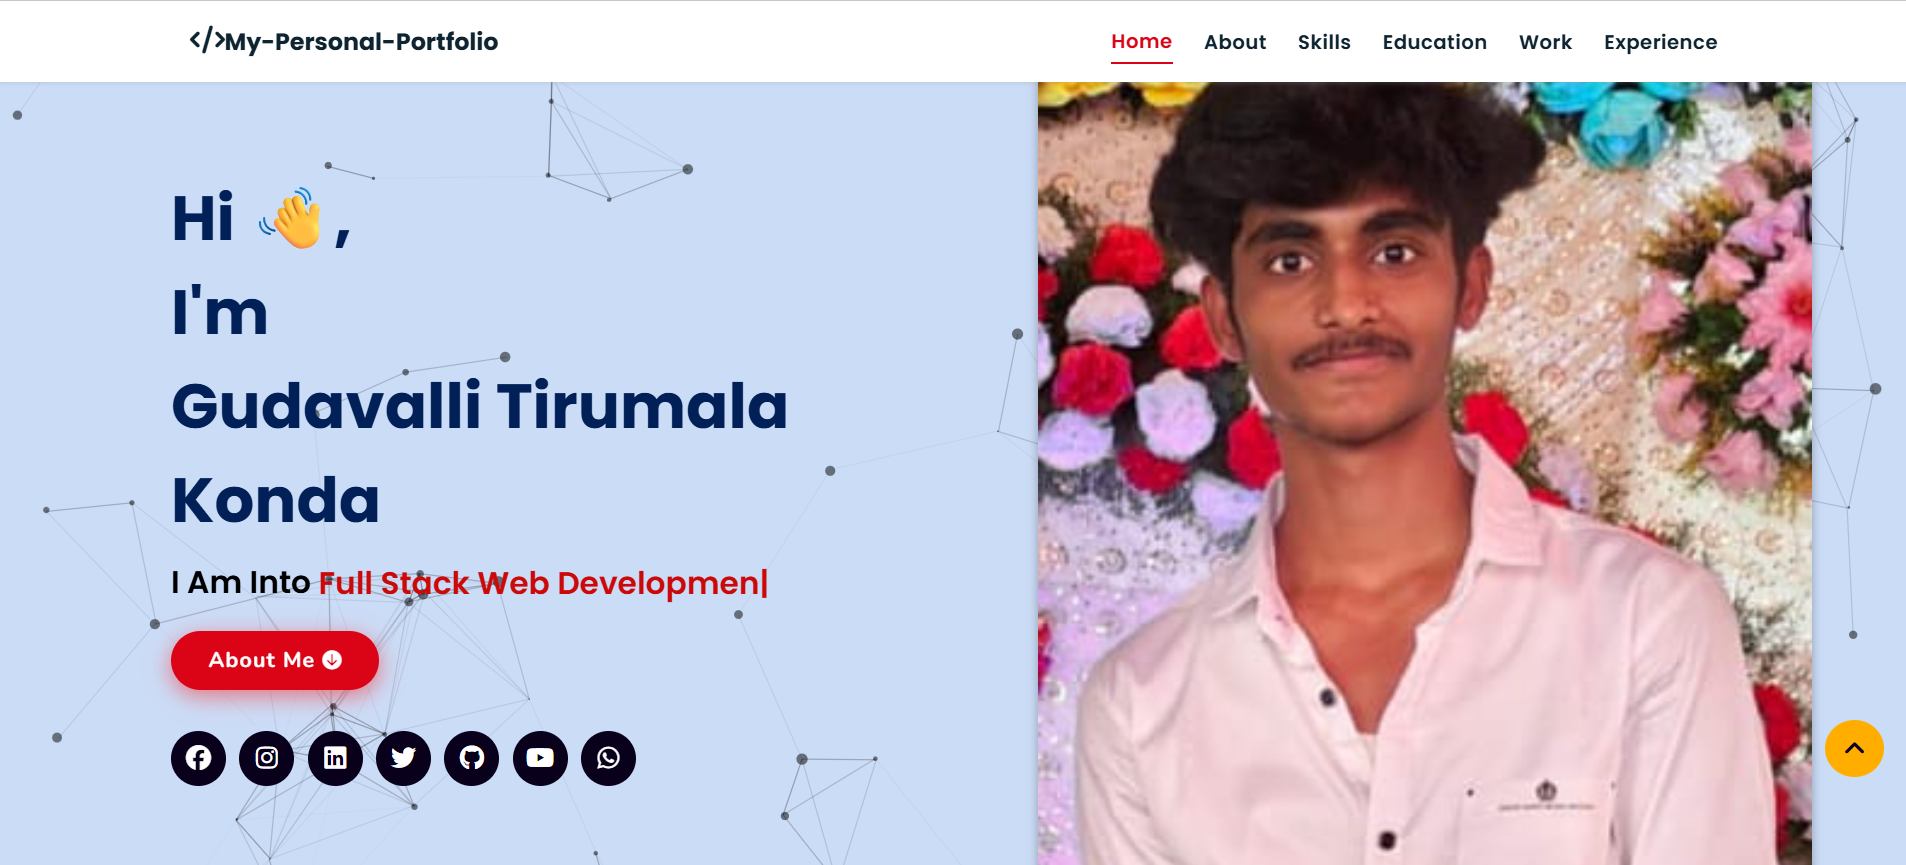 </>My-Personal-Portfolio
Home About Skills Education Work Experience
Hi 👋 ,
I'm
Gudavalli Tirumala
Konda
I Am Into Full Stack Web Developmen|
About Me